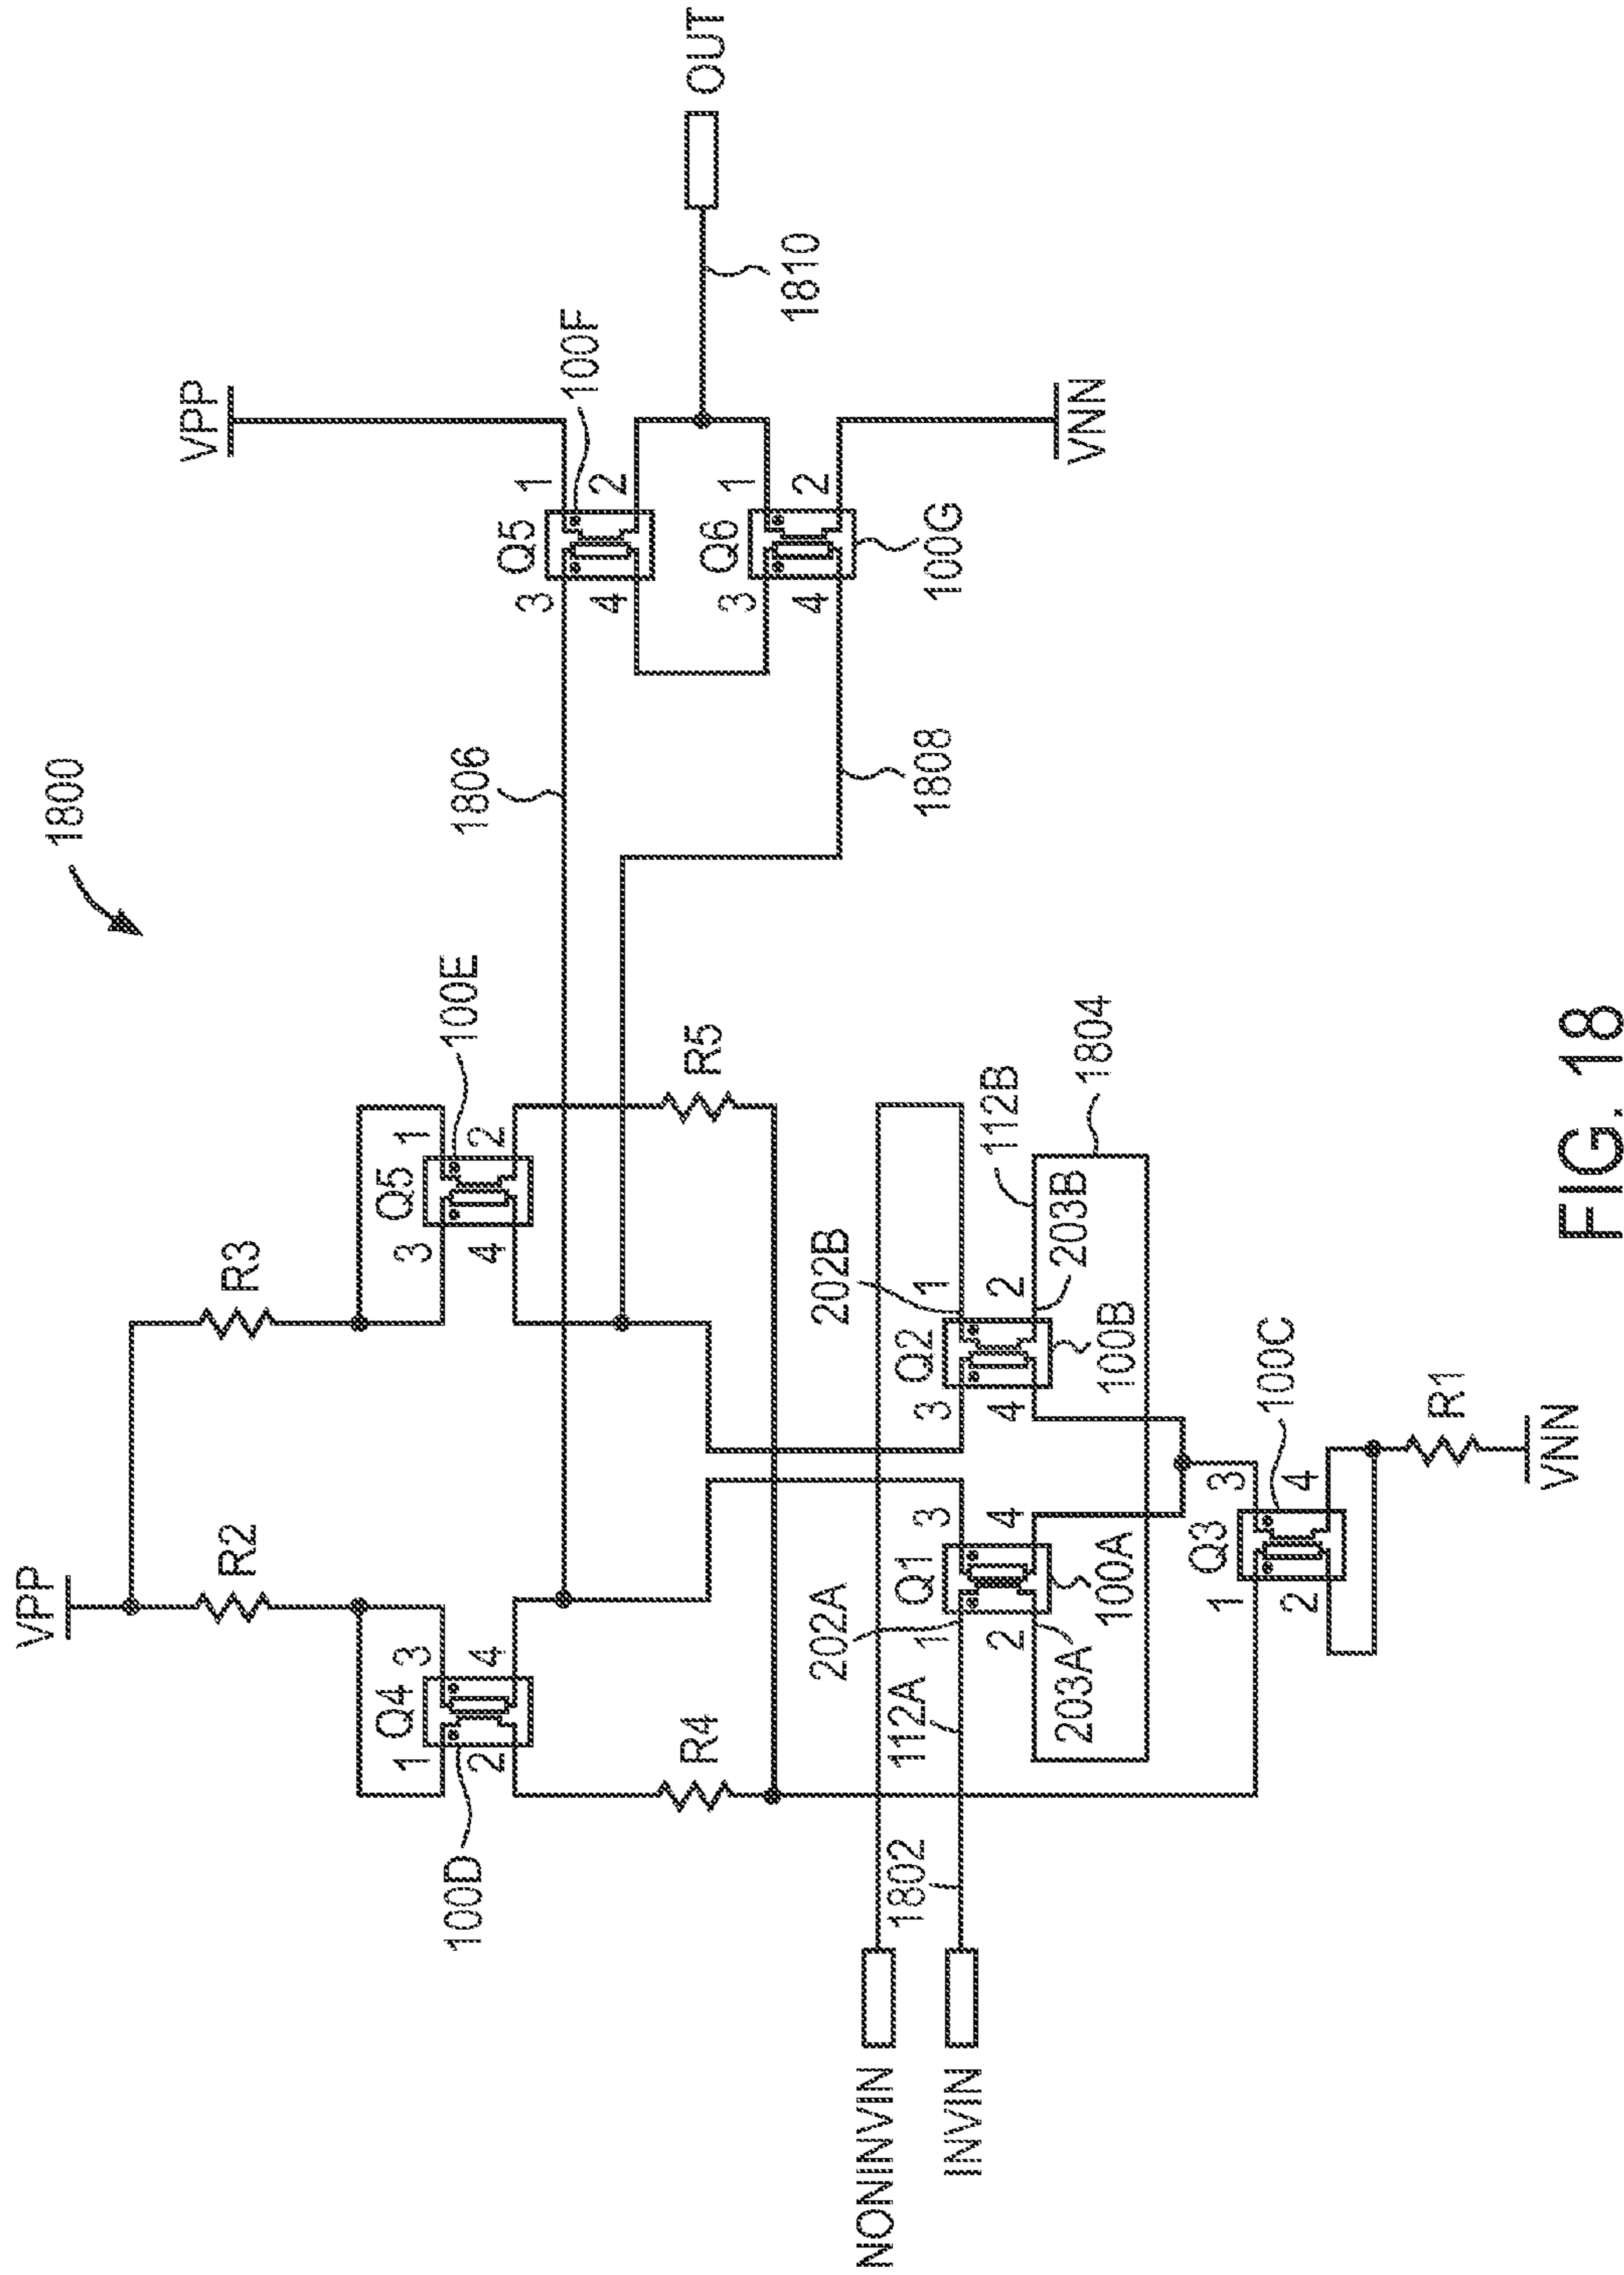 1800
VPP
R2
R3
VPP
Q4
3
4
1
2
100D
Q5
1
2
3
4
100E
1806
Q5
1
2
3
4
100F
OUT
1810
Q6
1
2
3
4
100G
VNN
1808
R4
R5
NONINVIN
INVIN
1802
112A
202A
1
2
203A
Q1
3
4
100A
202B
Q2
1
2
3
4
100B
203B
112B
1804
Q3
1
2
3
4
100C
R1
VNN
FIG. 18